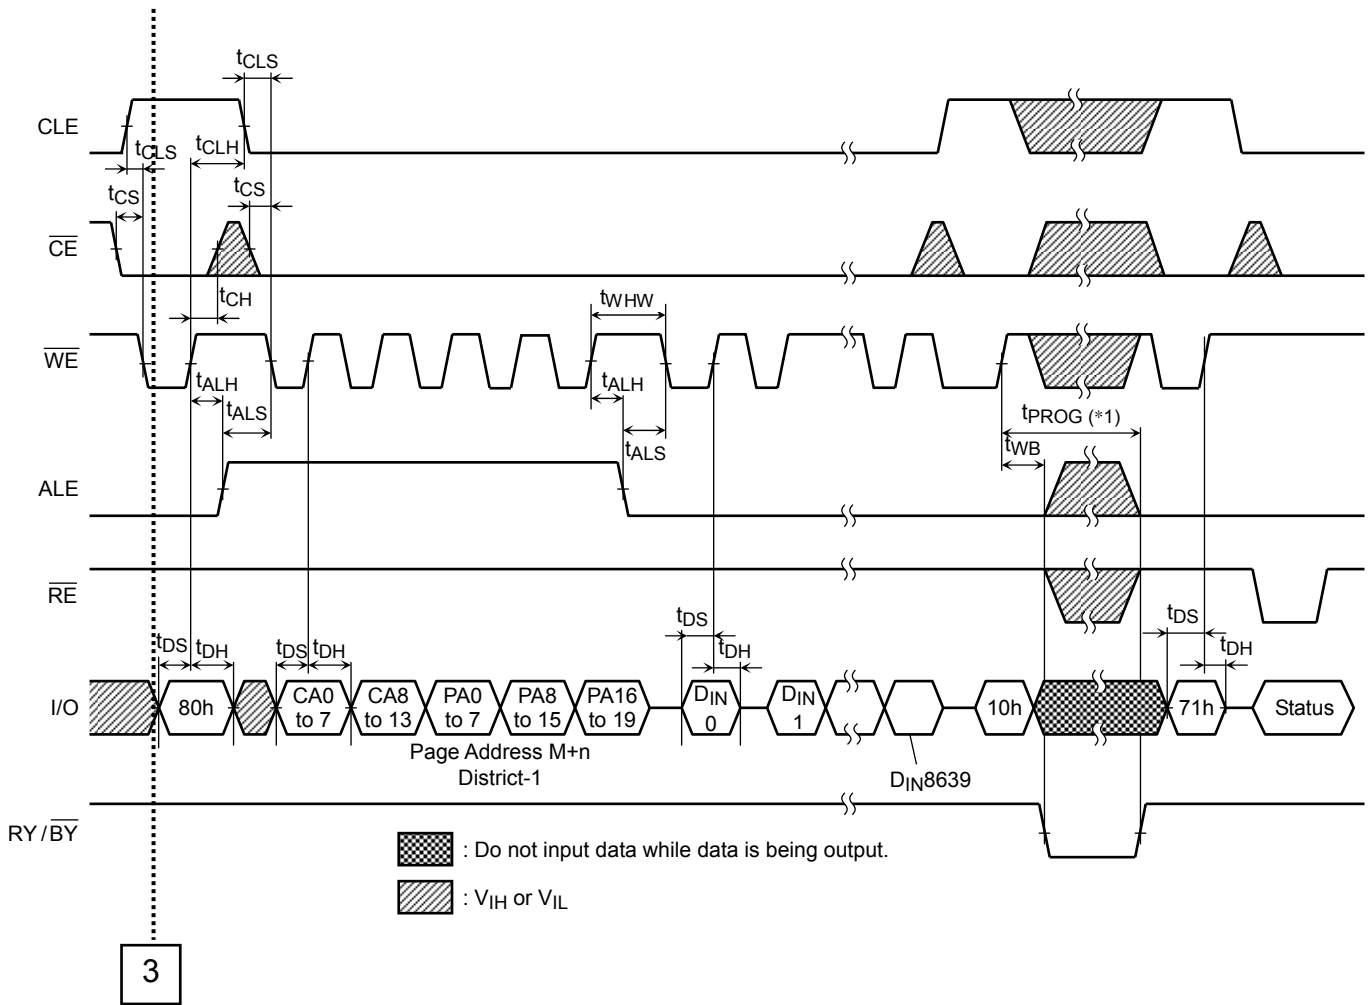 tCLS
CLE
tCLS
tCLH
tCS
tCS
CE
tCH
tWHW
WE
tALH
tALH
tALS
tPROG (*1)
tALS
tWB
ALE
RE
tDS
tDH
tDS
tDH
tDS
tDH
tDS
tDH
I/O
80h
CA0 to 7
CA8 to 13
PA0 to 7
PA8 to 15
PA16 to 19
DIN 0
DIN 1
10h
71h
Status
Page Address M+n
District-1
DIN8639
RY/BY
: Do not input data while data is being output.
: VIH or VIL
3